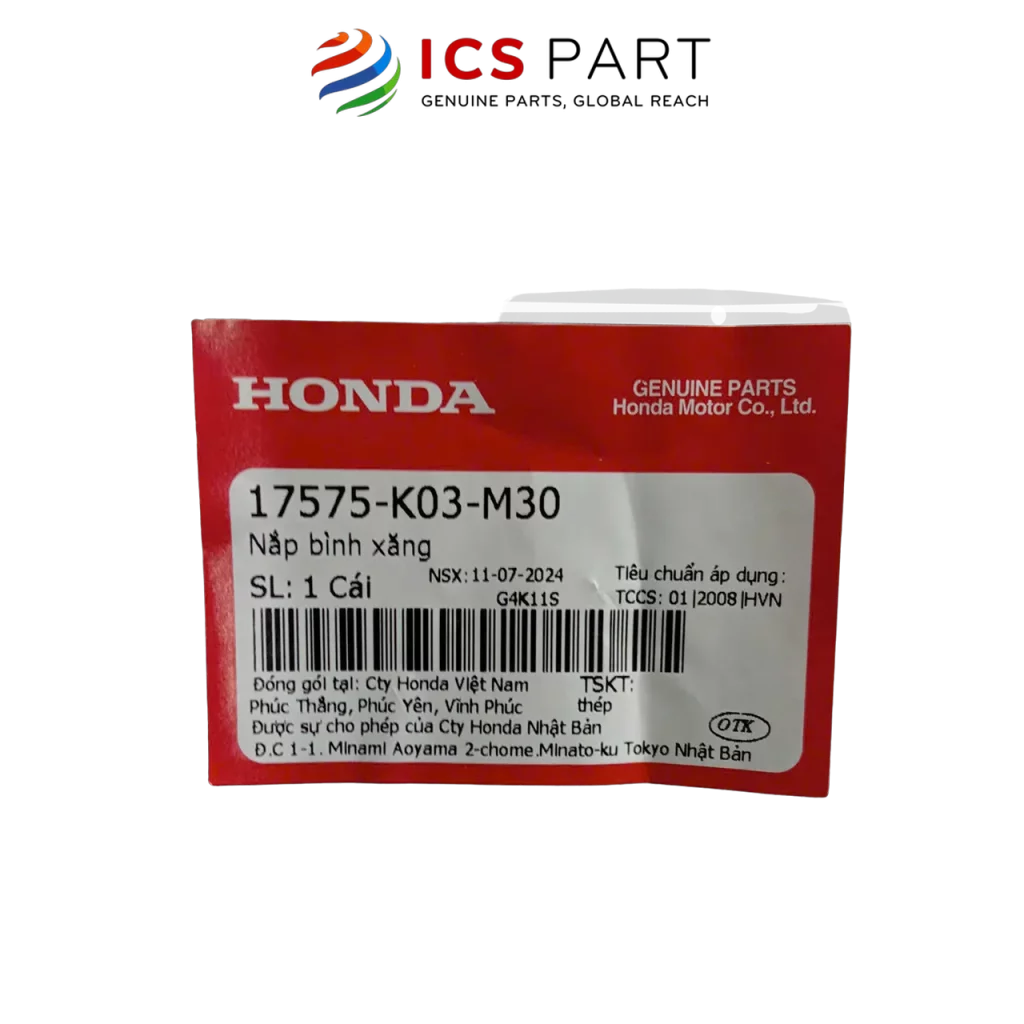 ICS PART
GENUINE PARTS, GLOBAL REACH
HONDA
GENUINE PARTS
Honda Motor Co., Ltd.
17575-K03-M30
Nắp bình xăng
SL: 1 Cái
NSX: 11-07-2024
G4K11S
Tiêu chuẩn áp dụng:
TCCS: 01|2008|HVN
Đóng gói tại: Cty Honda Việt Nam
Phúc Thắng, Phúc Yên, Vĩnh Phúc
TSKT:
thép
Được sự cho phép của Cty Honda Nhật Bản
Đ.C 1-1. Minami Aoyama 2-chome.Minato-ku Tokyo Nhật Bản
OTK